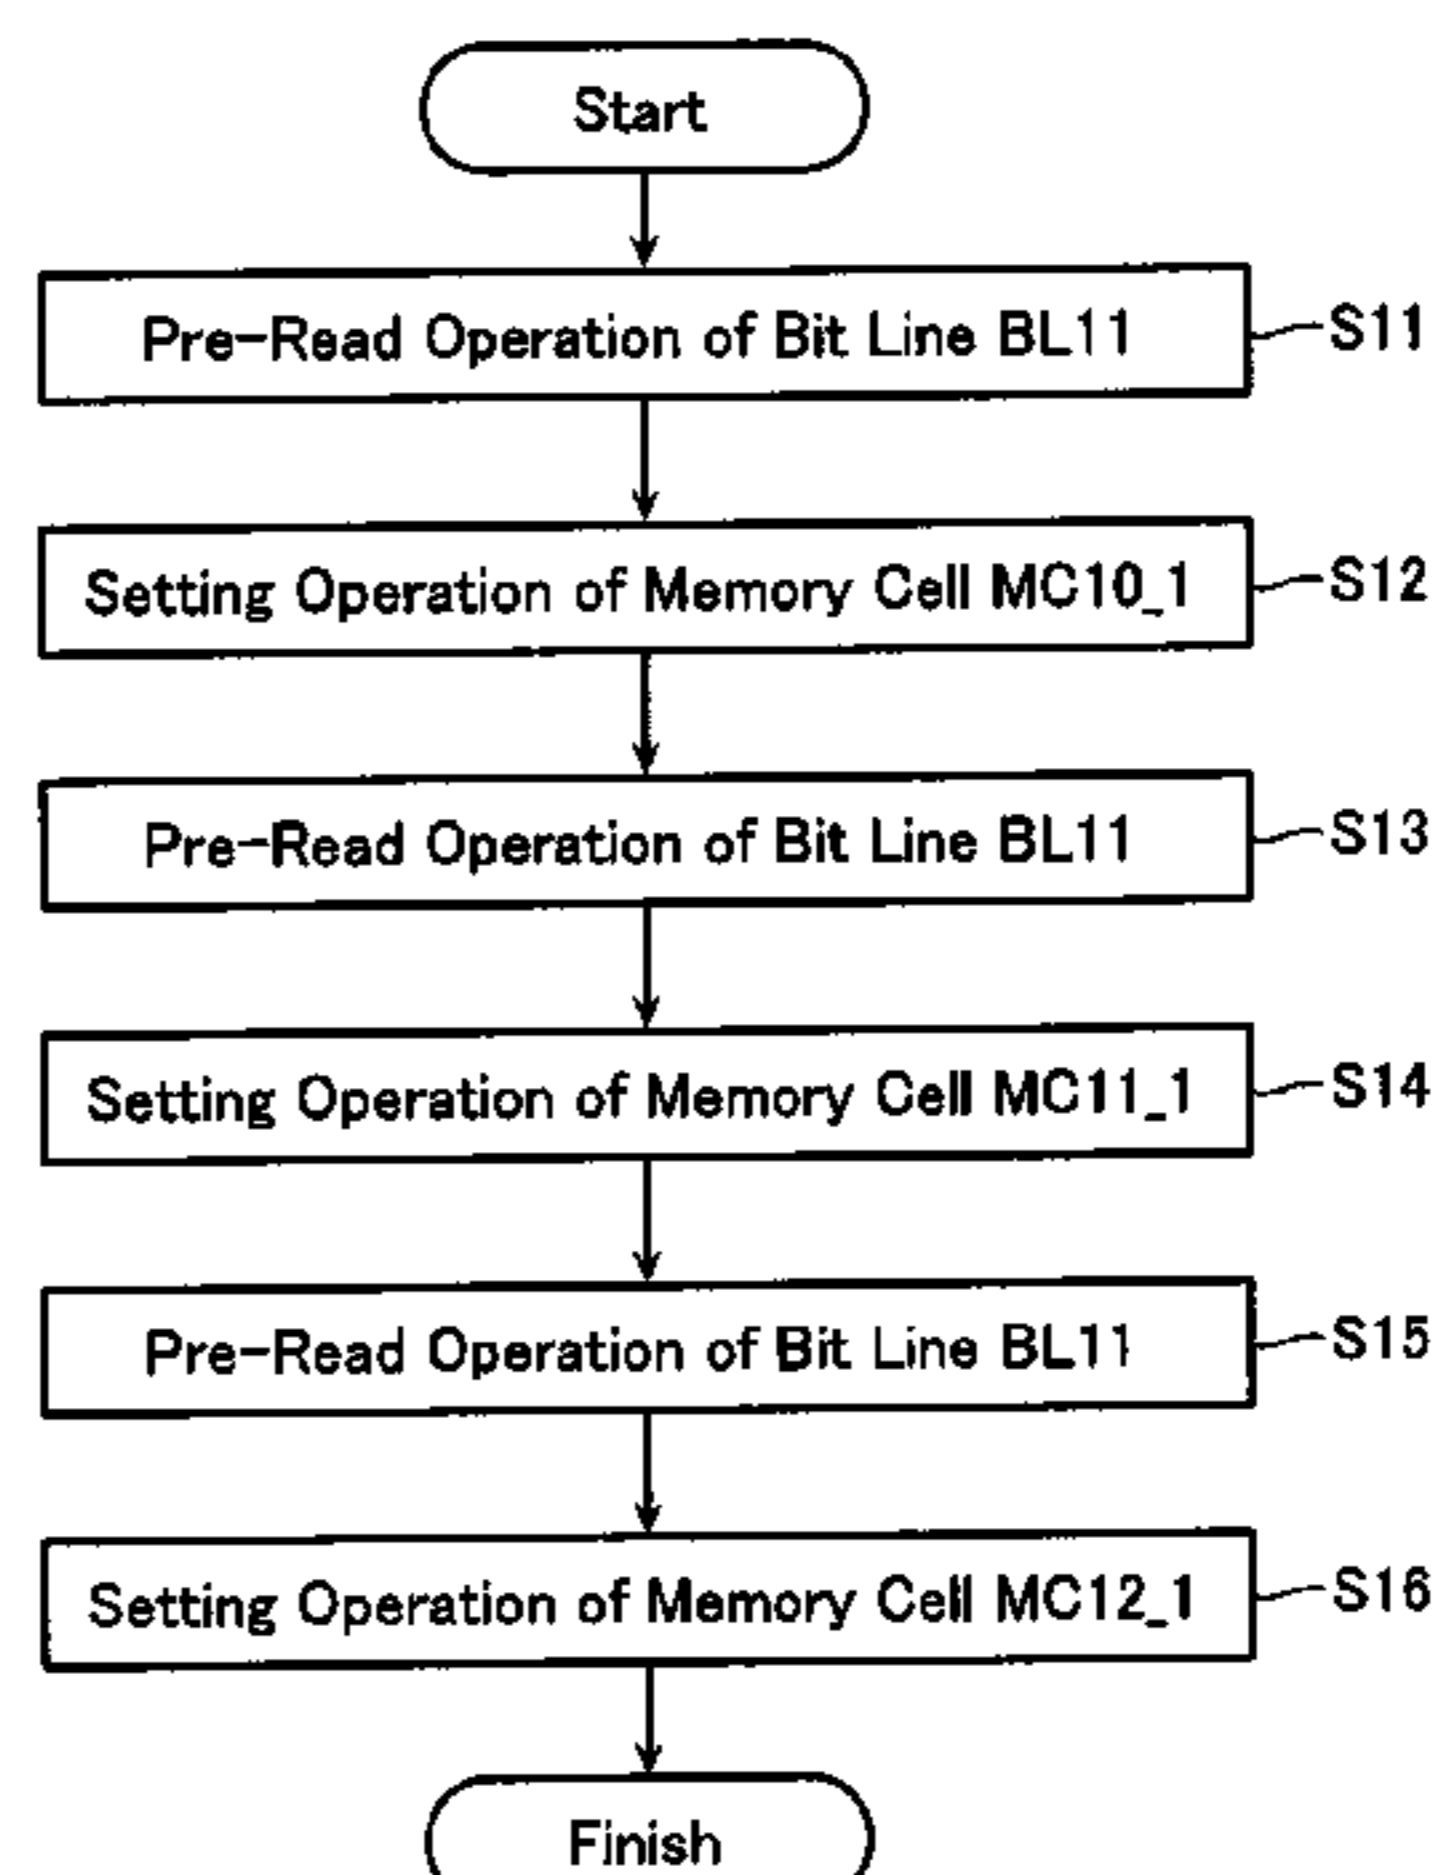 Start
Pre-Read Operation of Bit Line BL11
S11
Setting Operation of Memory Cell MC10_1
S12
Pre-Read Operation of Bit Line BL11
S13
Setting Operation of Memory Cell MC11_1
S14
Pre-Read Operation of Bit Line BL11
S15
Setting Operation of Memory Cell MC12_1
S16
Finish